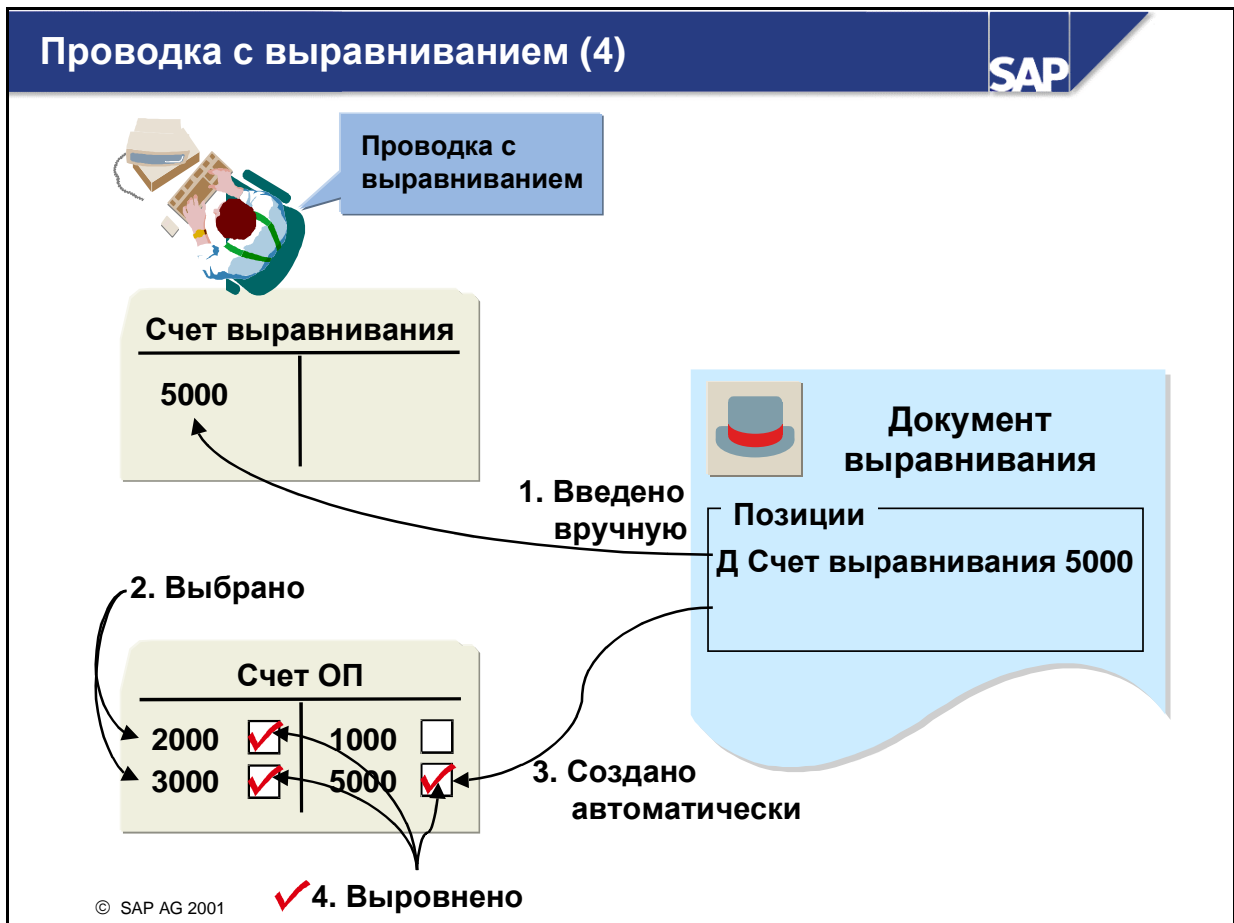 Проводка с выравниванием (4)
SAP
Проводка с
выравниванием
Счет выравнивания
5000
Документ
выравнивания
1. Введено
вручную
Позиции
Д Счет выравнивания 5000
2. Выбрано
Счет ОП
2000 1000
3000 5000
3. Создано
автоматически
4. Выровнено
© SAP AG 2001